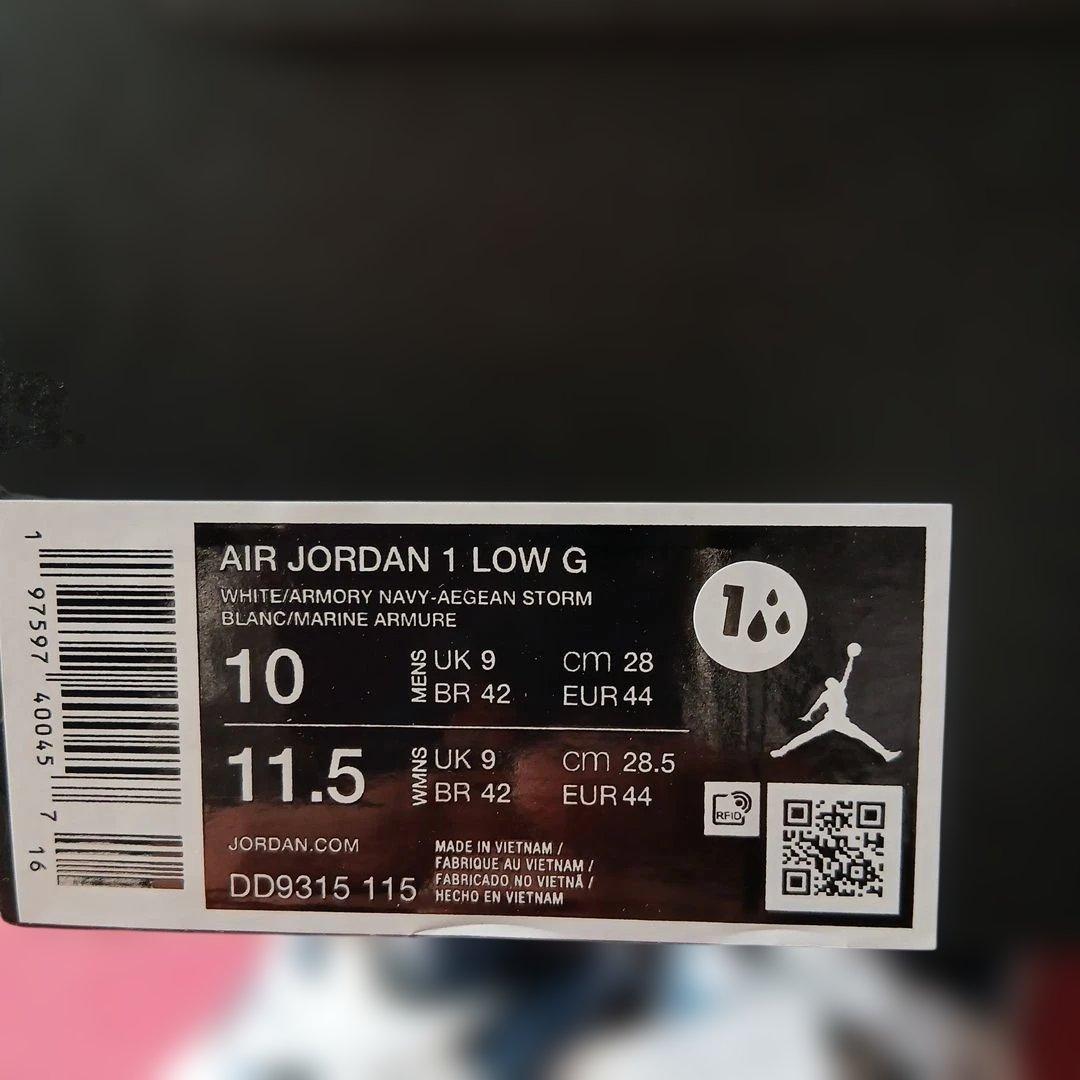 1 97597 40045 7 16
AIR JORDAN 1 LOW G
WHITE/ARMORY NAVY-AEGEAN STORM
BLANC/MARINE ARMURE
10 MENS UK 9 cm 28
BR 42 EUR 44
11.5 WMNS UK 9 cm 28.5
BR 42 EUR 44
JORDAN.COM
DD9315 115
MADE IN VIETNAM /
FABRIQUE AU VIETNAM /
FABRICADO NO VIETNÃ /
HECHO EN VIETNAM
1
RFID